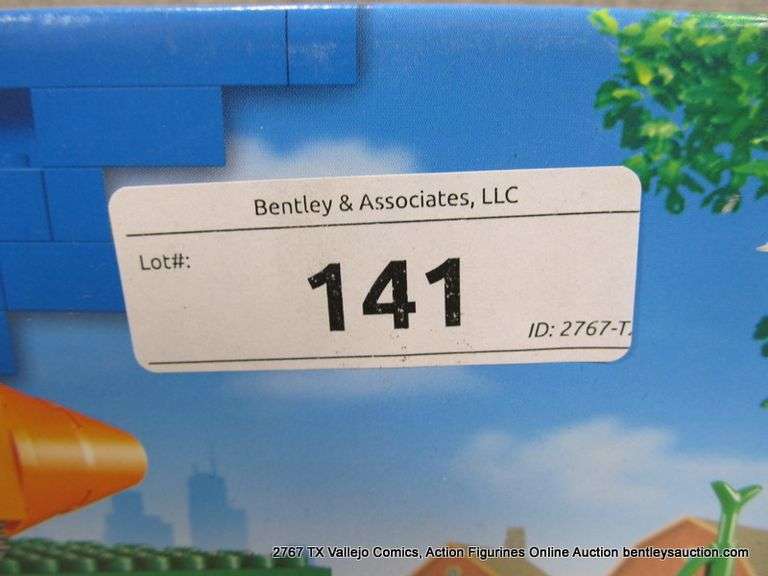 Bentley & Associates, LLC
Lot#:
141
ID: 2767-T
2767 TX Vallejo Comics, Action Figurines Online Auction bentleysauction.com